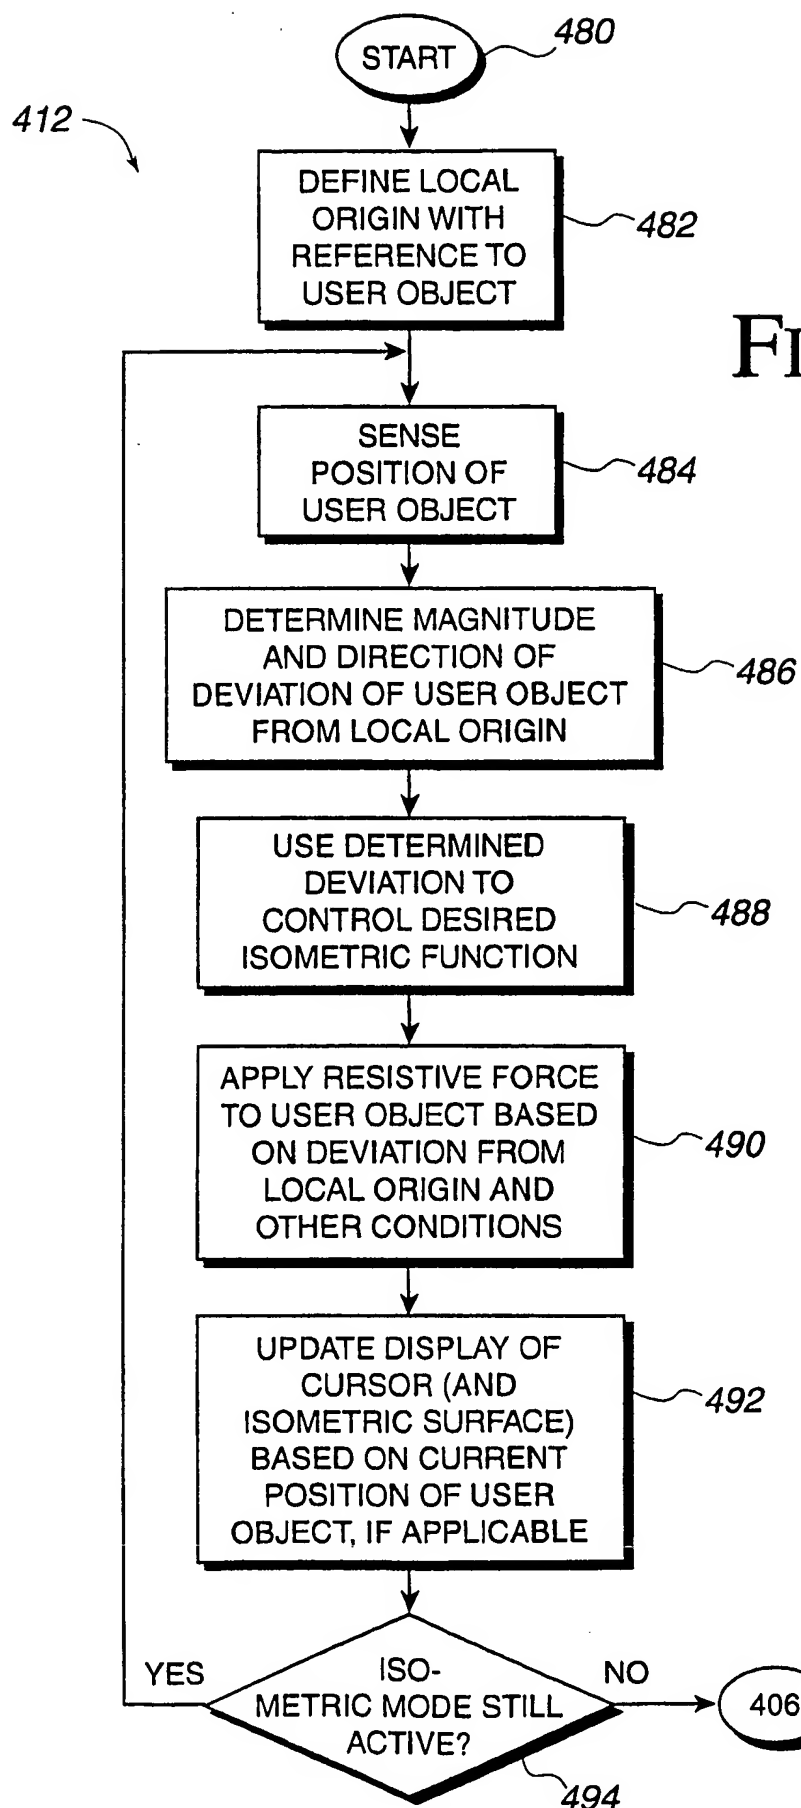 START
480
412
DEFINE LOCAL
ORIGIN WITH
REFERENCE TO
USER OBJECT
482
SENSE
POSITION OF
USER OBJECT
484
DETERMINE MAGNITUDE
AND DIRECTION OF
DEVIATION OF USER OBJECT
FROM LOCAL ORIGIN
486
USE DETERMINED
DEVIATION TO
CONTROL DESIRED
ISOMETRIC FUNCTION
488
APPLY RESISTIVE FORCE
TO USER OBJECT BASED
ON DEVIATION FROM
LOCAL ORIGIN AND
OTHER CONDITIONS
490
UPDATE DISPLAY OF
CURSOR (AND
ISOMETRIC SURFACE)
BASED ON CURRENT
POSITION OF USER
OBJECT, IF APPLICABLE
492
YES
ISO-
METRIC MODE STILL
ACTIVE?
NO
406
494